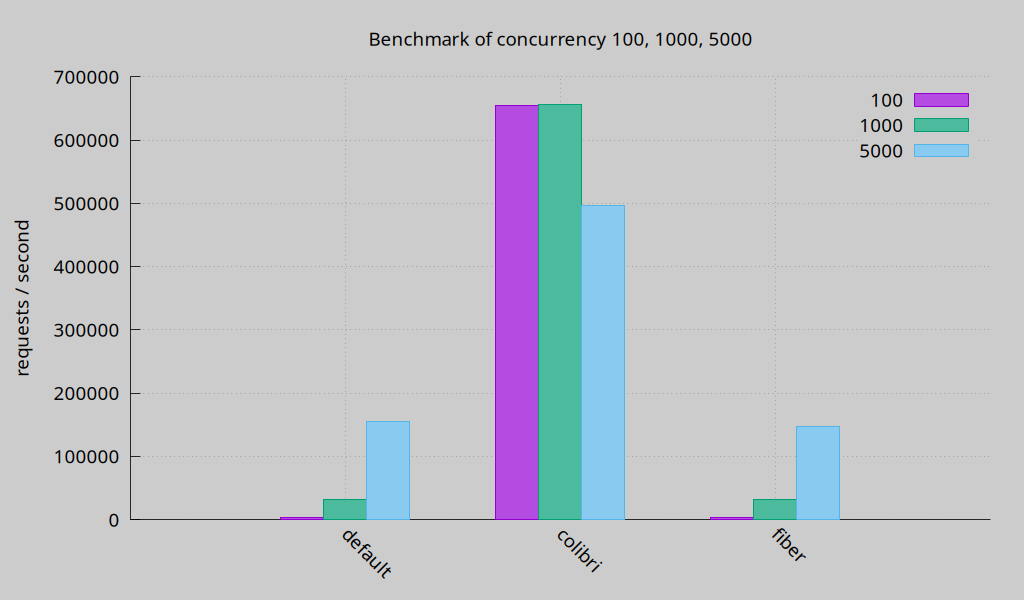 Benchmark of concurrency 100, 1000, 5000
700000
600000
500000
400000
300000
200000
100000
0
requests / second
100
1000
5000
default
colibri
fiber